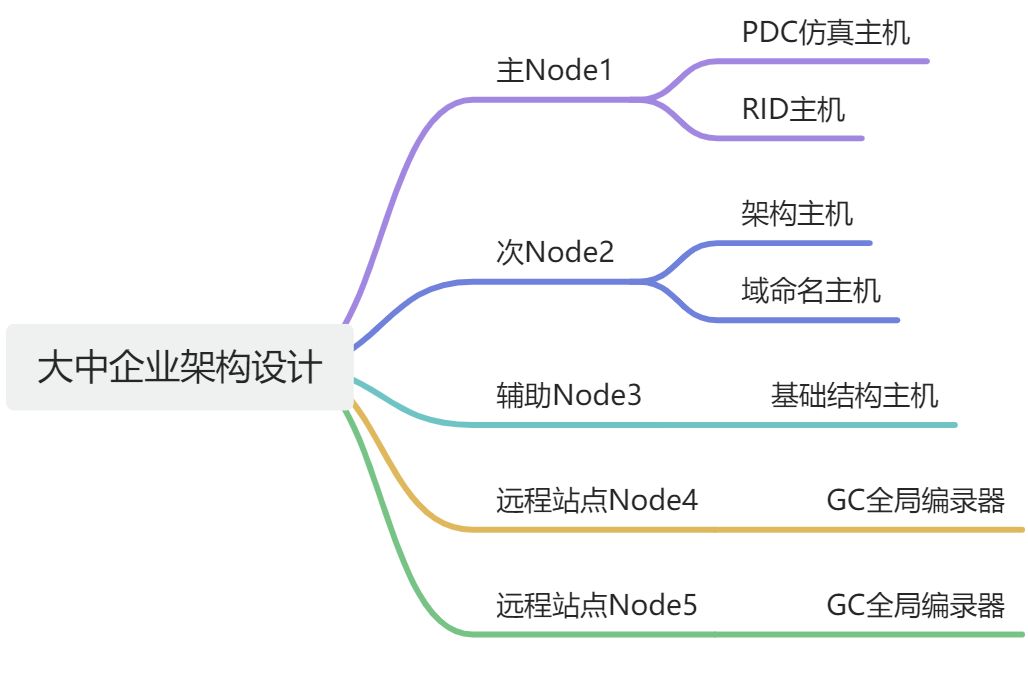 大中企业架构设计
主Node1
PDC仿真主机
RID主机
次Node2
架构主机
域命名主机
辅助Node3
基础结构主机
远程站点Node4
GC全局编录器
远程站点Node5
GC全局编录器